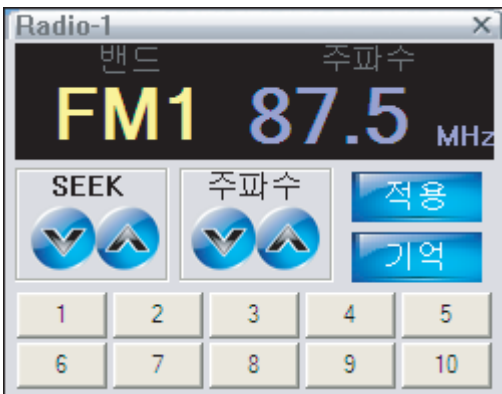 Radio-1
밴드 주파수
FM1 87.5 MHz
SEEK 주파수 적용
기억
1 2 3 4 5
6 7 8 9 10